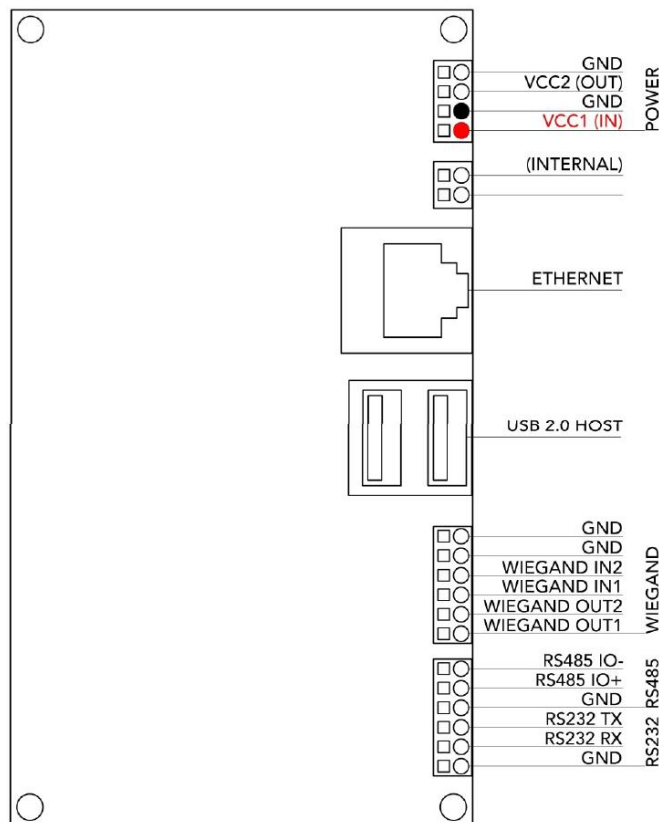 GND
VCC2 (OUT)
GND
VCC1 (IN)
POWER
(INTERNAL)
ETHERNET
USB 2.0 HOST
GND
GND
WIEGAND IN2
WIEGAND IN1
WIEGAND OUT2
WIEGAND OUT1
WIEGAND
RS485 IO-
RS485 IO+
GND
RS485
RS232 TX
RS232 RX
GND
RS232